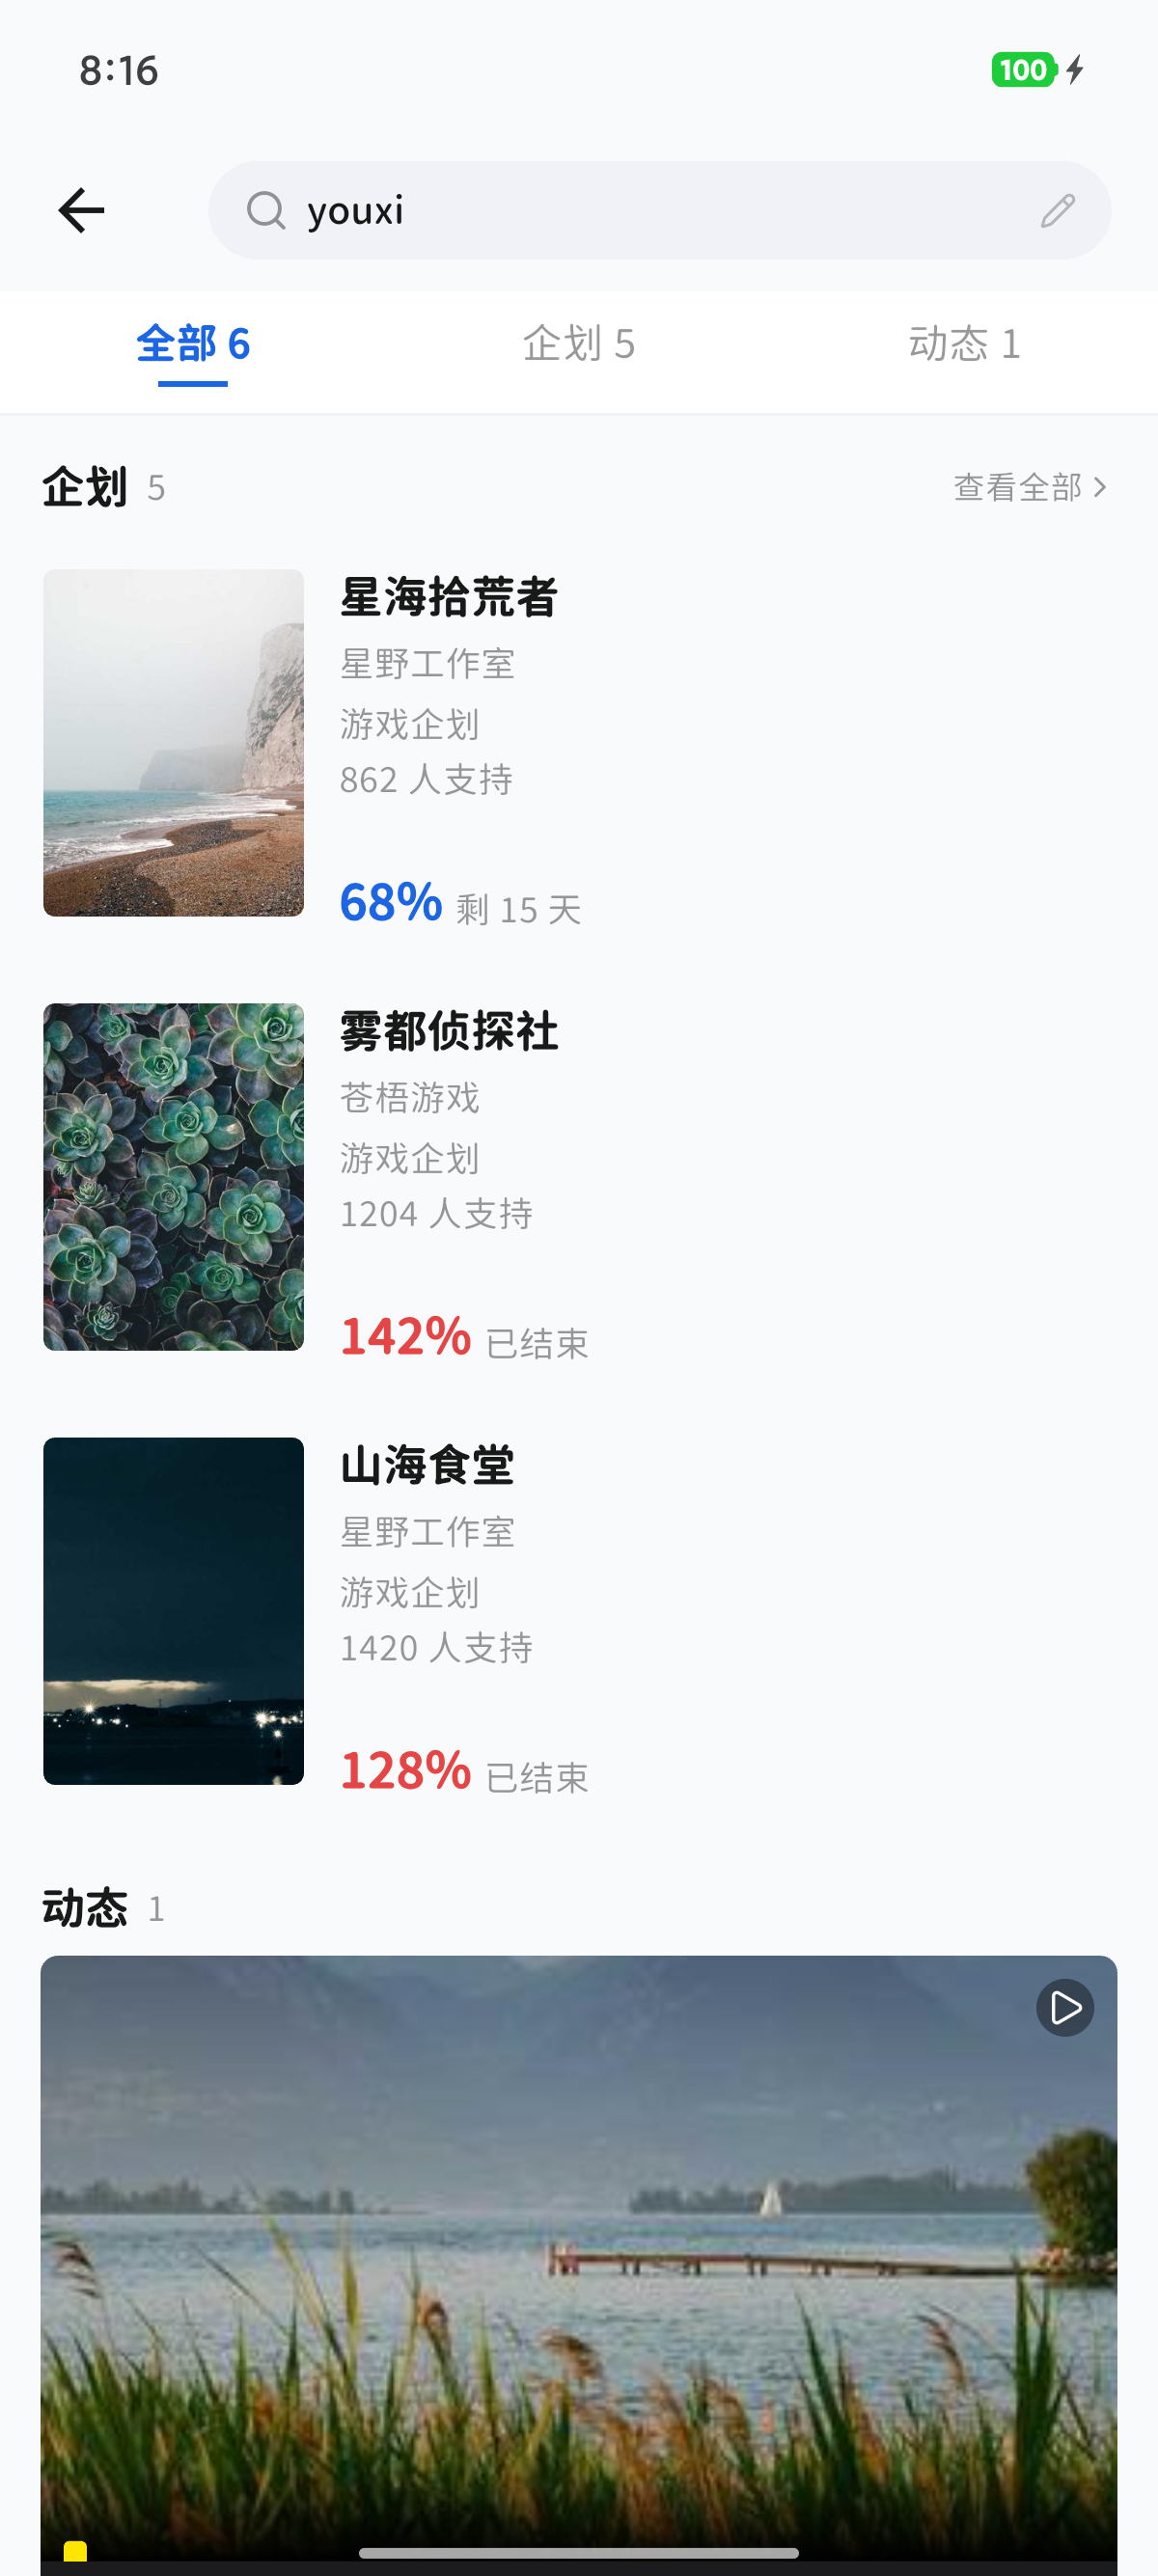 8:16
100
youxi
全部 6
企划 5
动态 1
企划 5
查看全部
星海拾荒者
星野工作室
游戏企划
862 人支持
68% 剩 15 天
雾都侦探社
苍梧游戏
游戏企划
1204 人支持
142% 已结束
山海食堂
星野工作室
游戏企划
1420 人支持
128% 已结束
动态 1